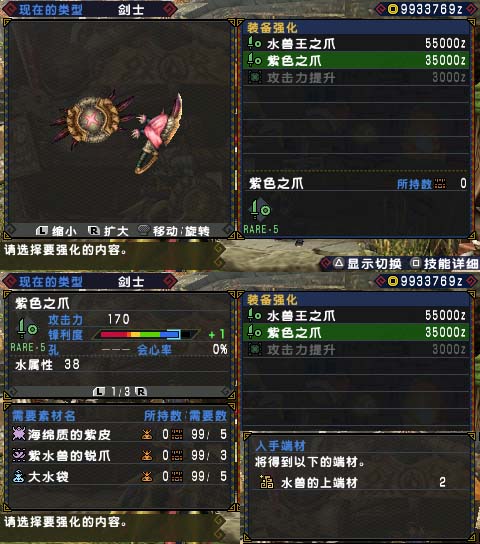 现在的类型 剑士
9933769z
装备强化
水兽王之爪 55000z
紫色之爪 35000z
攻击力提升 3000z
紫色之爪 所持数 0
RARE-5
L 缩小 R 扩大 移动/旋转
请选择要强化的内容。
△ 显示切换 □ 技能详细
现在的类型 剑士
9933769z
紫色之爪
攻击力 170
RARE-5
锋利度 +1
孔 --- 会心率 0%
水属性 38
L 1/3 R
装备强化
水兽王之爪 55000z
紫色之爪 35000z
攻击力提升 3000z
需要素材名 所持数 需要数
海绵质的紫皮 0 99/ 5
紫水兽的锐爪 0 99/ 3
大水袋 0 99/ 5
入手端材
将得到以下的端材。
水兽的上端材 2
请选择要强化的内容。